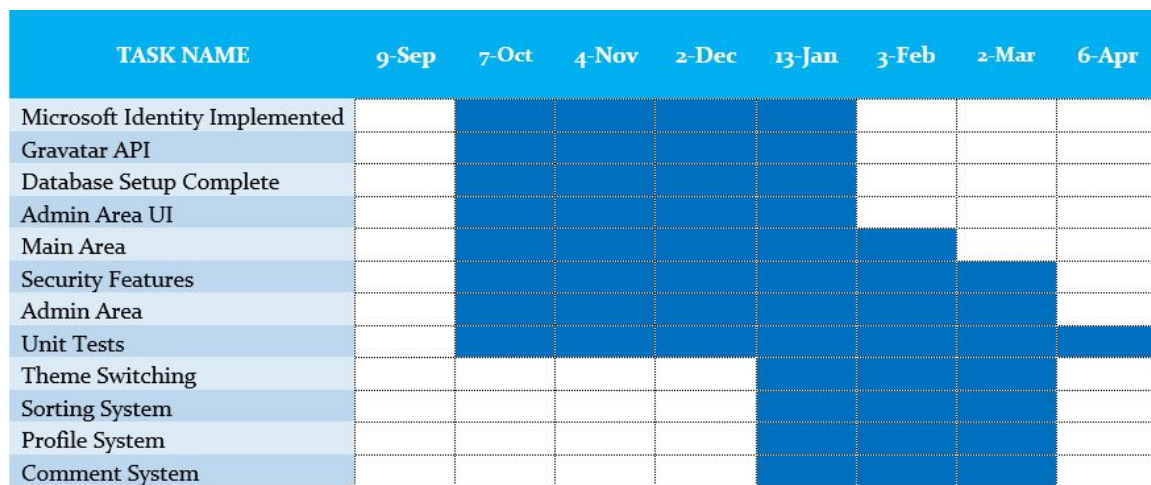 TASK NAME 9-Sep 7-Oct 4-Nov 2-Dec 13-Jan 3-Feb 2-Mar 6-Apr
Microsoft Identity Implemented
Gravatar API
Database Setup Complete
Admin Area UI
Main Area
Security Features
Admin Area
Unit Tests
Theme Switching
Sorting System
Profile System
Comment System